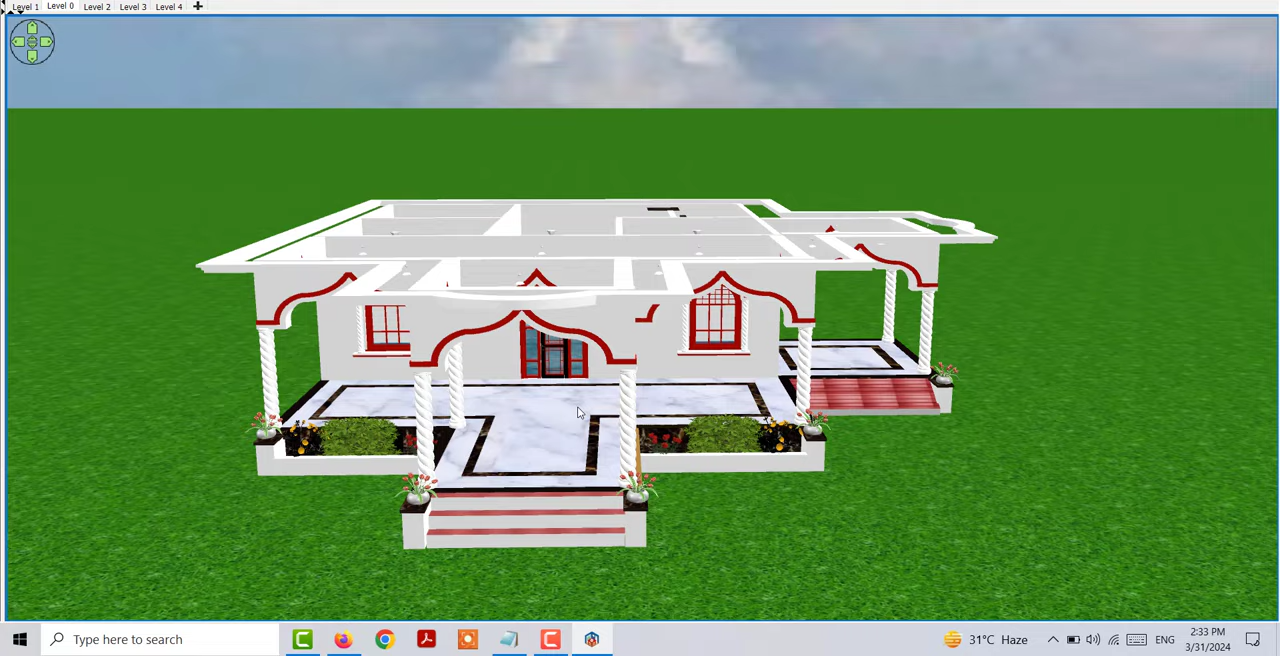 Level 1 Level 0 Level 2 Level 3 Level 4
Type here to search
31°C Haze
ENG
2:33 PM
3/31/2024